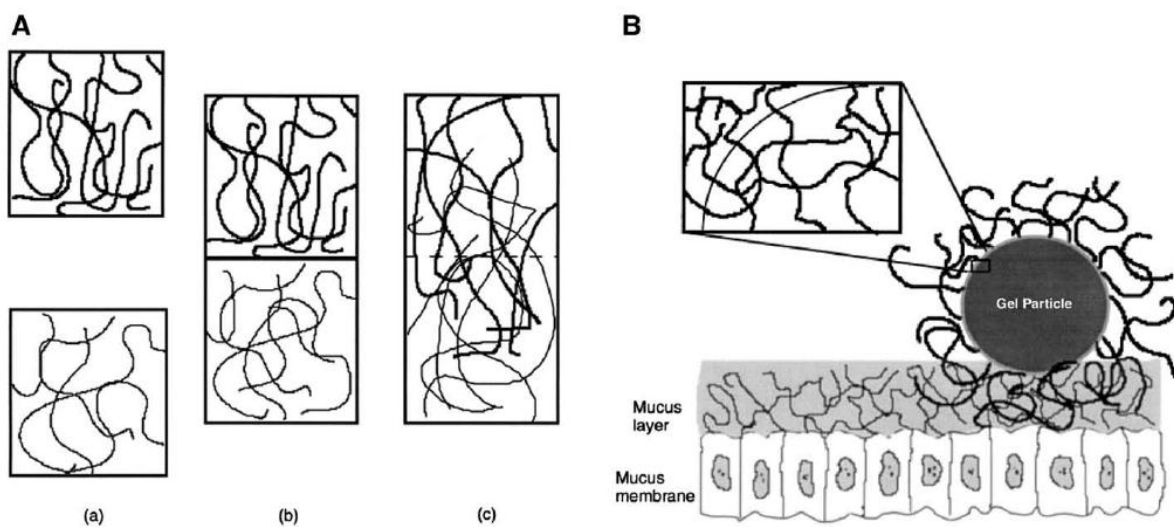 A
B
Gel Particle
Mucus
layer
Mucus
membrane
(a)
(b)
(c)